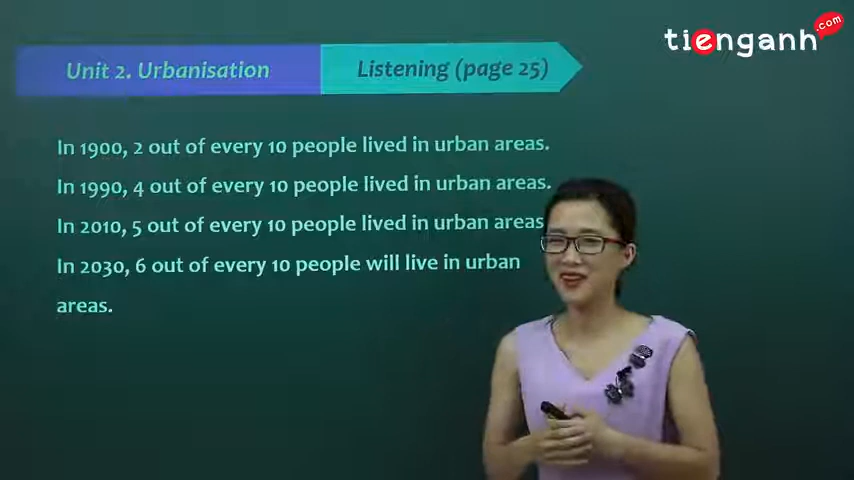 tienganh.com
Unit 2. Urbanisation
Listening (page 25)
In 1900, 2 out of every 10 people lived in urban areas.
In 1990, 4 out of every 10 people lived in urban areas.
In 2010, 5 out of every 10 people lived in urban areas
In 2030, 6 out of every 10 people will live in urban
areas.